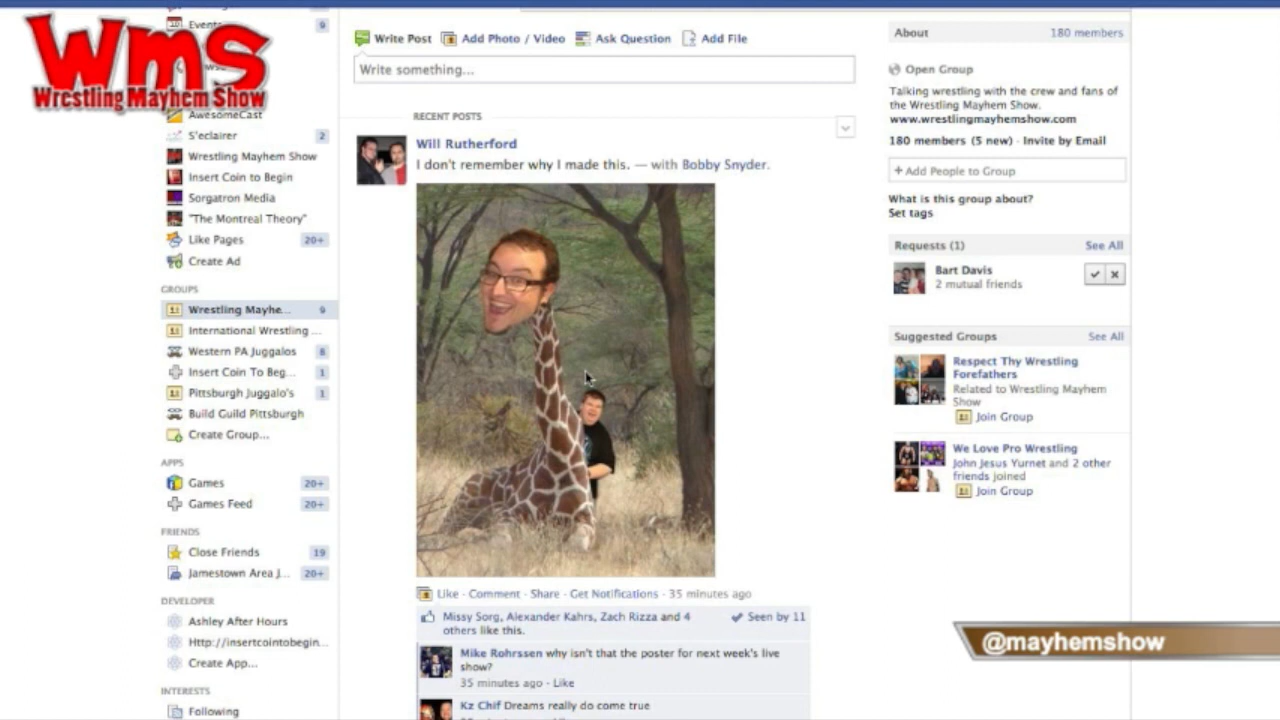 WMS
Wrestling Mayhem Show
Events
9
AwesomeCast
S'eclairer
2
Wrestling Mayhem Show
Insert Coin to Begin
Sorgatron Media
"The Montreal Theory"
Like Pages
20+
Create Ad
GROUPS
Wrestling Mayhe...
9
International Wrestling ...
Western PA Juggalos
8
Insert Coin To Beg...
1
Pittsburgh Juggalo's
1
Build Guild Pittsburgh
Create Group...
APPS
Games
20+
Games Feed
20+
FRIENDS
Close Friends
19
Jamestown Area J...
20+
DEVELOPER
Ashley After Hours
Http://insertcointobegin...
Create App...
INTERESTS
Following
Write Post Add Photo / Video Ask Question Add File
Write something...
RECENT POSTS
Will Rutherford
I don't remember why I made this. — with Bobby Snyder.
Like · Comment · Share · Get Notifications · 35 minutes ago
Missy Sorg, Alexander Kahrs, Zach Rizza and 4
others like this.
Seen by 11
Mike Rohrssen why isn't that the poster for next week's live
show?
35 minutes ago · Like
Kz Chif Dreams really do come true
About
180 members
Open Group
Talking wrestling with the crew and fans of
the Wrestling Mayhem Show.
www.wrestlingmayhemshow.com
180 members (5 new) · Invite by Email
+ Add People to Group
What is this group about?
Set tags
Requests (1)
See All
Bart Davis
2 mutual friends
Suggested Groups
See All
Respect Thy Wrestling
Forefathers
Related to Wrestling Mayhem
Show
Join Group
We Love Pro Wrestling
John Jesus Yurnet and 2 other
friends joined
Join Group
@mayhemshow